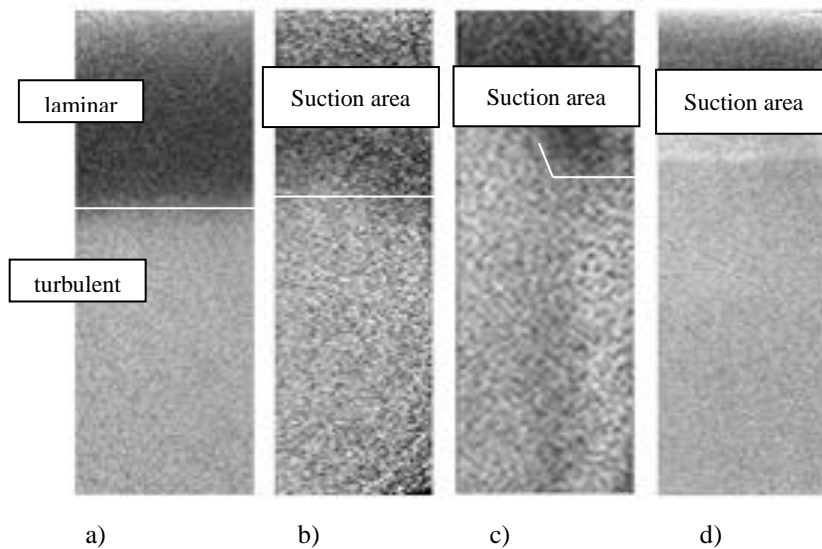 laminar
Suction area
Suction area
Suction area
turbulent
a)
b)
c)
d)